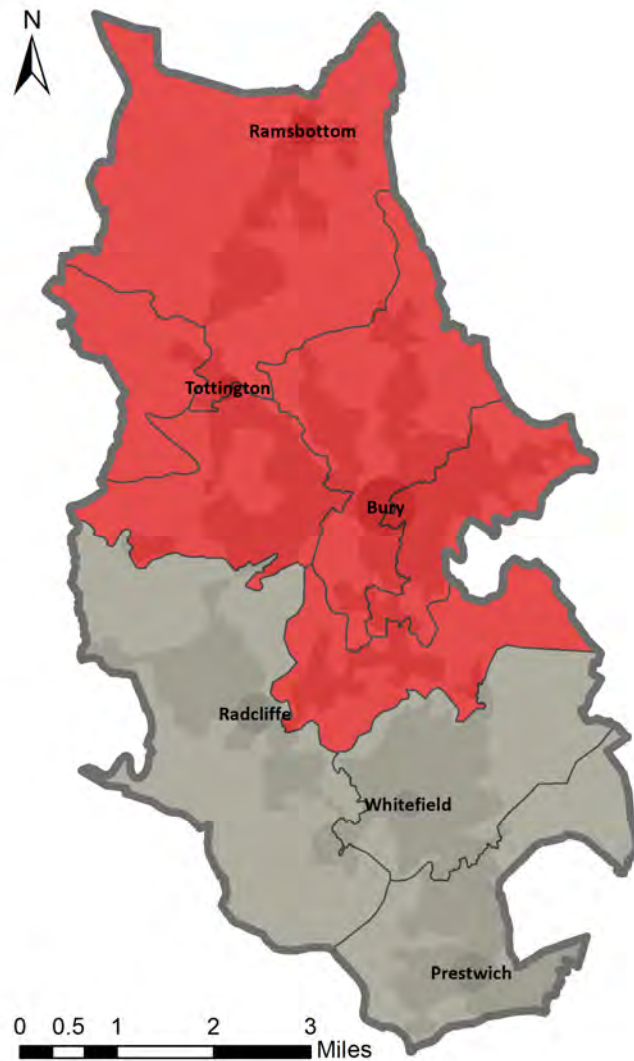 N
Ramsbottom
Tottington
Bury
Radcliffe
Whitefield
Prestwich
0 0.5 1 2 3
Miles